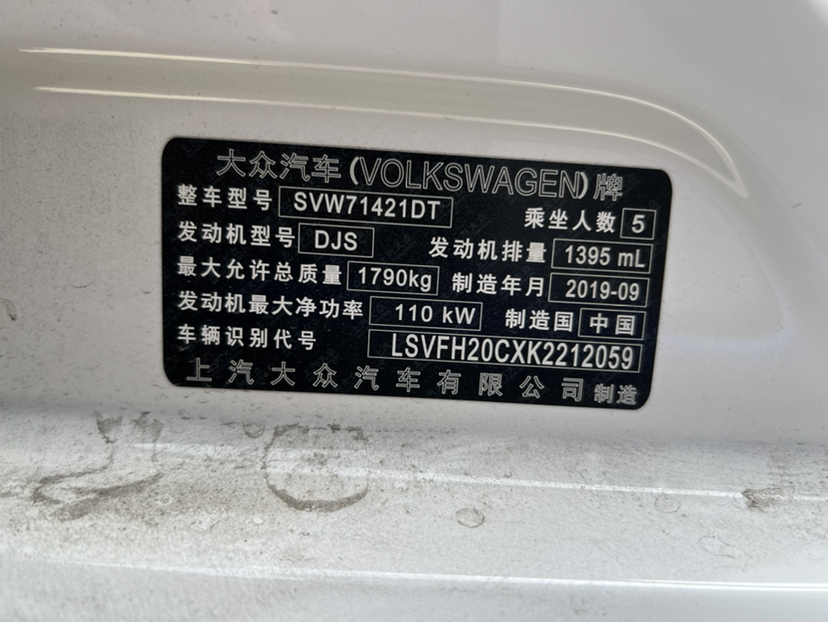 大众汽车(VOLKSWAGEN)牌
整车型号 SVW71421DT 乘坐人数 5
发动机型号 DJS 发动机排量 1395 mL
最大允许总质量 1790kg 制造年月 2019-09
发动机最大净功率 110 kW 制造国 中国
车辆识别代号 LSVFH20CXK2212059
上汽大众汽车有限公司 制造